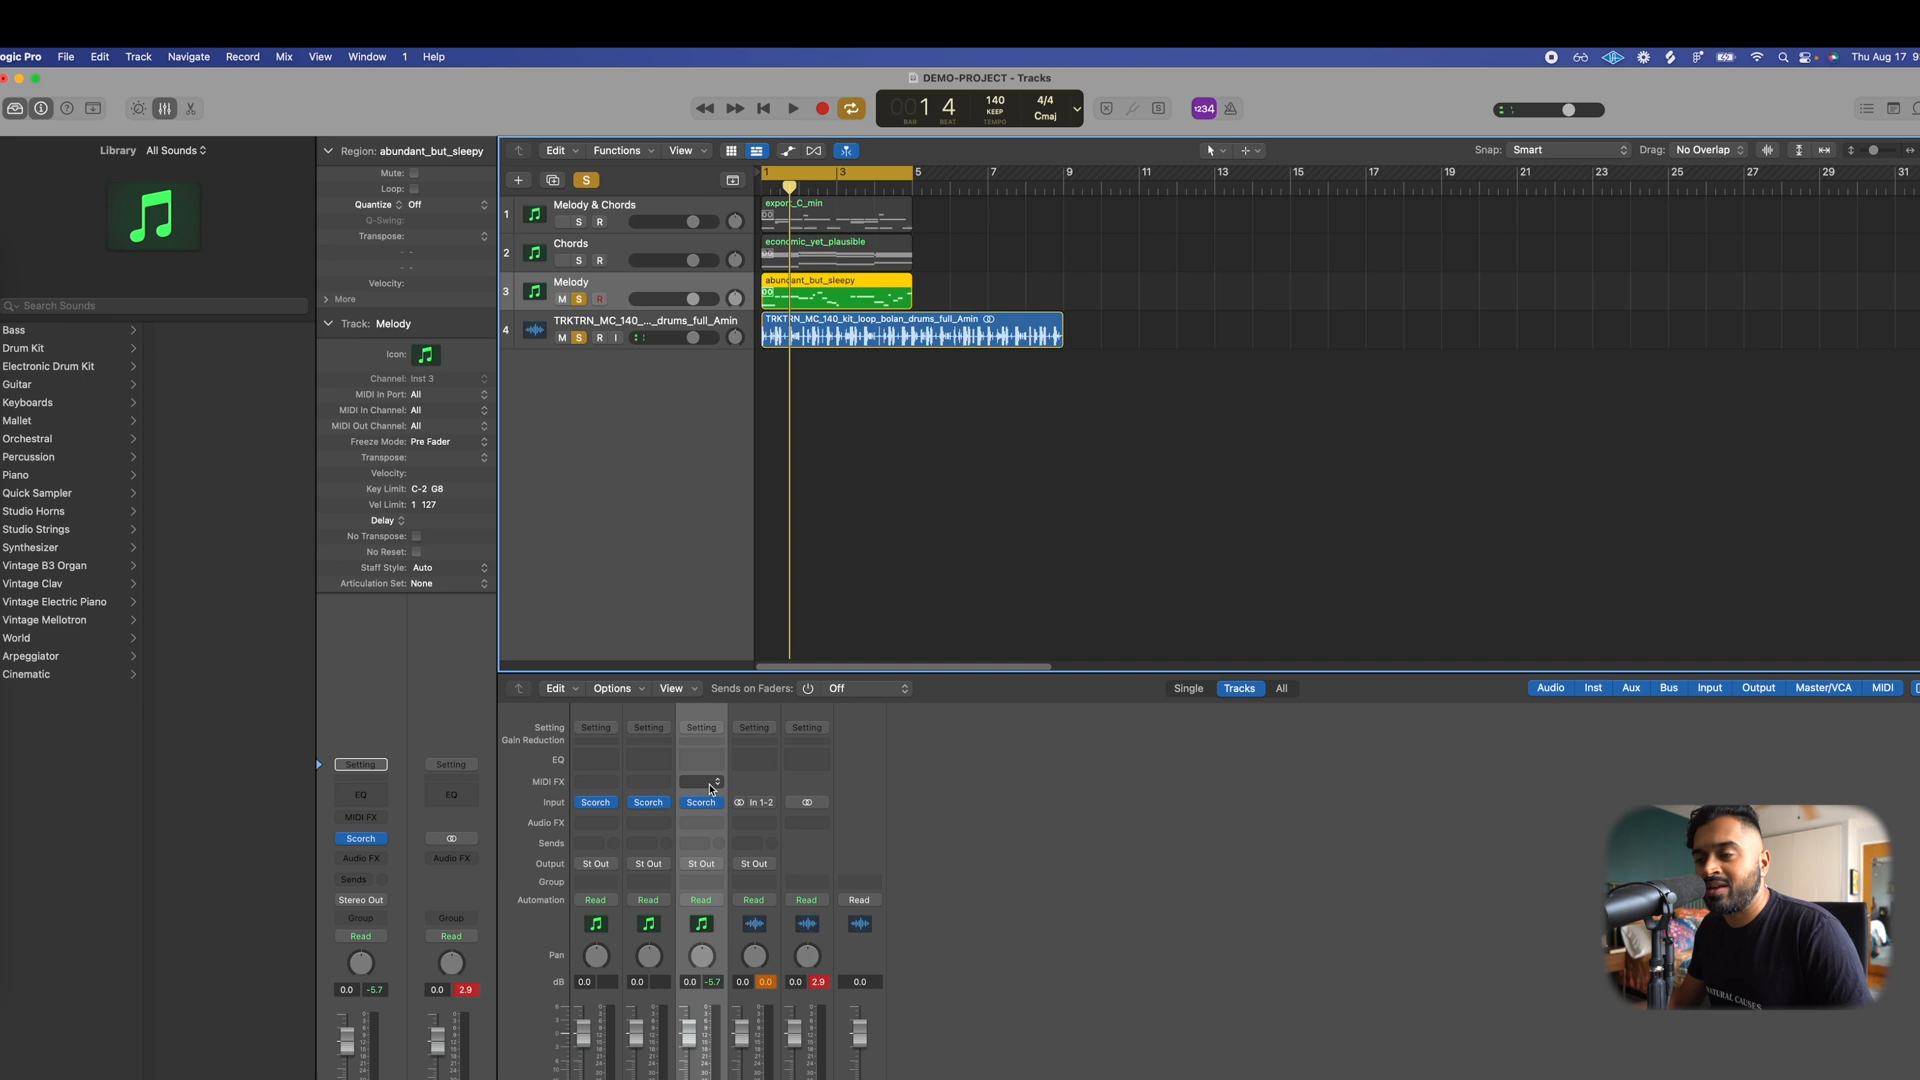 ogic Pro File Edit Track Navigate Record Mix View Window 1 Help
Thu Aug 17 9
DEMO-PROJECT - Tracks
001 4 140 4/4
KEEP Cmaj
BAR BEAT TEMPO
1234
Library All Sounds
Search Sounds
Bass
Drum Kit
Electronic Drum Kit
Guitar
Keyboards
Mallet
Orchestral
Percussion
Piano
Quick Sampler
Studio Horns
Studio Strings
Synthesizer
Vintage B3 Organ
Vintage Clav
Vintage Electric Piano
Vintage Mellotron
World
Arpeggiator
Cinematic
Region: abundant_but_sleepy
Mute:
Loop:
Quantize Off
Q-Swing:
Transpose:
Velocity:
More
Track: Melody
Icon:
Channel: Inst 3
MIDI In Port: All
MIDI In Channel: All
MIDI Out Channel: All
Freeze Mode: Pre Fader
Transpose:
Velocity:
Key Limit: C-2 G8
Vel Limit: 1 127
Delay
No Transpose:
No Reset:
Staff Style: Auto
Articulation Set: None
Setting Setting
EQ EQ
MIDI FX
Scorch
Audio FX Audio FX
Sends
Stereo Out
Group Group
Read Read
0.0 -5.7 0.0 2.9
Edit Functions View
Snap: Smart Drag: No Overlap
S
1 3 5 7 9 11 13 15 17 19 21 23 25 27 29 31
1 Melody & Chords
S R
export_C_min
2 Chords
S R
economic_yet_plausible
3 Melody
M S R
abundant_but_sleepy
4 TRKTRN_MC_140_..._drums_full_Amin
M S R I
TRKTRN_MC_140_kit_loop_bolan_drums_full_Amin
Edit Options View Sends on Faders: Off
Single Tracks All
Audio Inst Aux Bus Input Output Master/VCA MIDI
Setting Setting Setting Setting Setting Setting
Gain Reduction
EQ
MIDI FX
Input Scorch Scorch Scorch In 1-2
Audio FX
Sends
Output St Out St Out St Out St Out
Group
Automation Read Read Read Read Read Read
Pan
dB 0.0 0.0 0.0 -5.7 0.0 0.0 0.0 2.9 0.0
NATURAL CAUSES